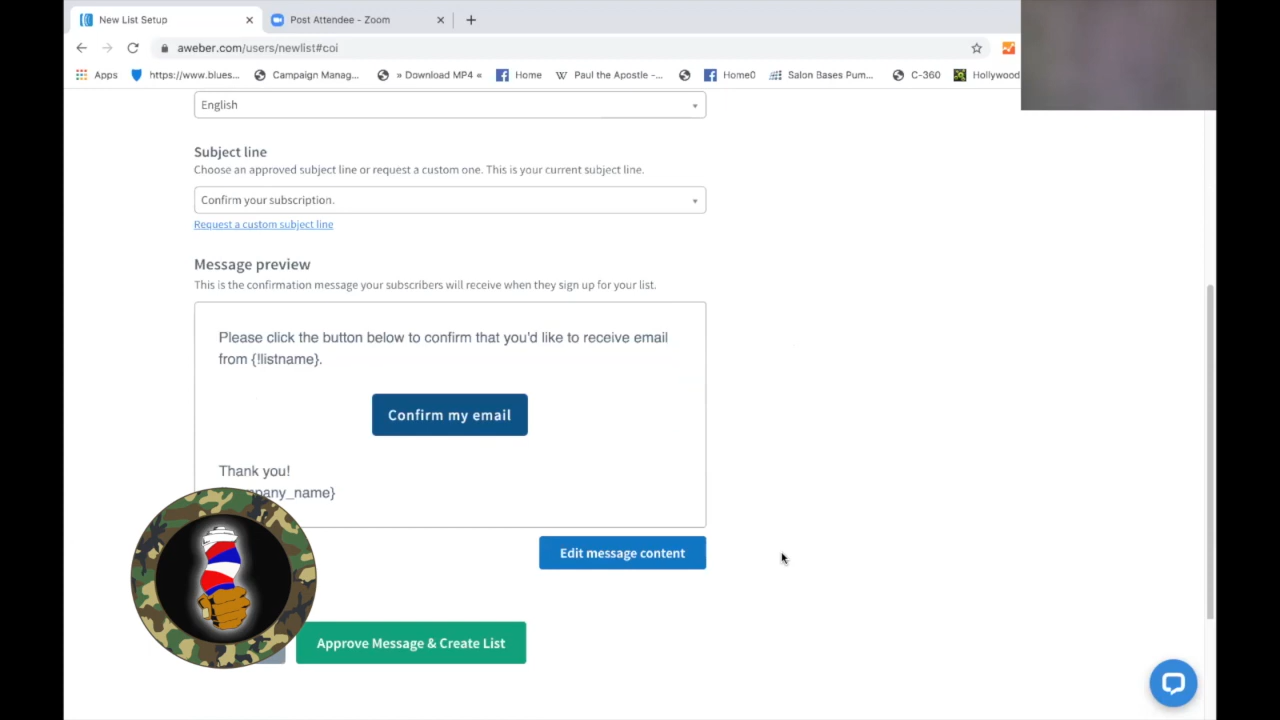 New List Setup
Post Attendee - Zoom
aweber.com/users/newlist#coi
Apps
https://www.blues...
Campaign Manag...
» Download MP4 «
Home
Paul the Apostle -...
Home0
Salon Bases Pum...
C-360
Hollywood
English
Subject line
Choose an approved subject line or request a custom one. This is your current subject line.
Confirm your subscription.
Request a custom subject line
Message preview
This is the confirmation message your subscribers will receive when they sign up for your list.
Please click the button below to confirm that you'd like to receive email
from {!listname}.
Confirm my email
Thank you!
pany_name}
Edit message content
Approve Message & Create List